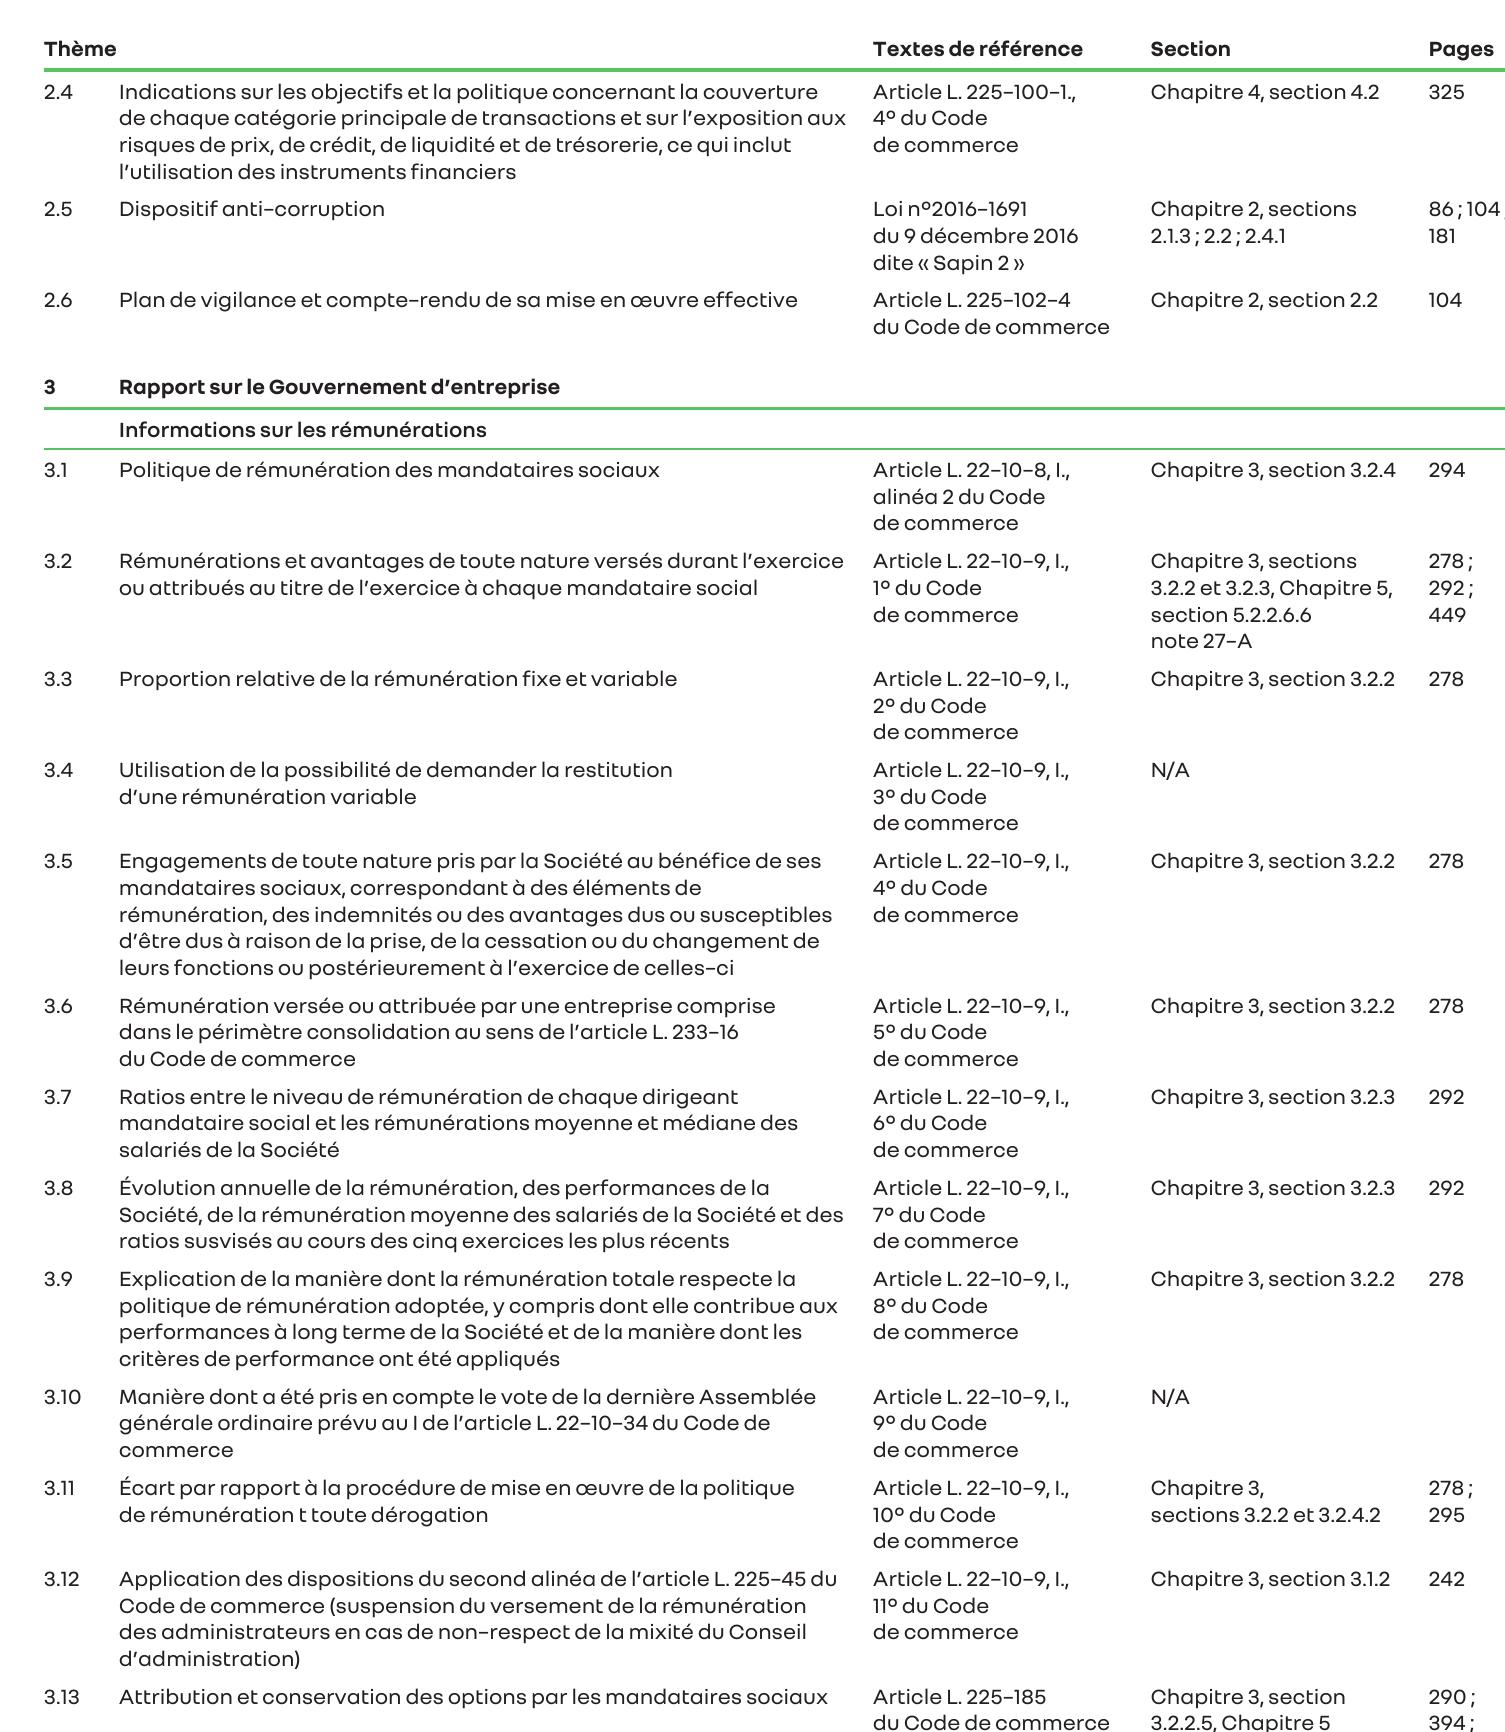 Thème Textes de référence Section Pages
2.4 Indications sur les objectifs et la politique concernant la couverture Article L. 225-100-1., Chapitre 4, section 4.2 325
de chaque catégorie principale de transactions et sur l'exposition aux 4° du Code
risques de prix, de crédit, de liquidité et de trésorerie, ce qui inclut de commerce
l'utilisation des instruments financiers
2.5 Dispositif anti-corruption Loi n°2016-1691 Chapitre 2, sections 86 ; 104 ;
du 9 décembre 2016 2.1.3 ; 2.2 ; 2.4.1 181
dite « Sapin 2 »
2.6 Plan de vigilance et compte-rendu de sa mise en œuvre effective Article L. 225-102-4 Chapitre 2, section 2.2 104
du Code de commerce
3 Rapport sur le Gouvernement d'entreprise
Informations sur les rémunérations
3.1 Politique de rémunération des mandataires sociaux Article L. 22-10-8, I., Chapitre 3, section 3.2.4 294
alinéa 2 du Code
de commerce
3.2 Rémunérations et avantages de toute nature versés durant l'exercice Article L. 22-10-9, I., Chapitre 3, sections 278 ;
ou attribués au titre de l'exercice à chaque mandataire social 1° du Code 3.2.2 et 3.2.3, Chapitre 5, 292 ;
de commerce section 5.2.2.6.6 449
note 27-A
3.3 Proportion relative de la rémunération fixe et variable Article L. 22-10-9, I., Chapitre 3, section 3.2.2 278
2° du Code
de commerce
3.4 Utilisation de la possibilité de demander la restitution Article L. 22-10-9, I., N/A
d'une rémunération variable 3° du Code
de commerce
3.5 Engagements de toute nature pris par la Société au bénéfice de ses Article L. 22-10-9, I., Chapitre 3, section 3.2.2 278
mandataires sociaux, correspondant à des éléments de 4° du Code
rémunération, des indemnités ou des avantages dus ou susceptibles de commerce
d'être dus à raison de la prise, de la cessation ou du changement de
leurs fonctions ou postérieurement à l'exercice de celles-ci
3.6 Rémunération versée ou attribuée par une entreprise comprise Article L. 22-10-9, I., Chapitre 3, section 3.2.2 278
dans le périmètre consolidation au sens de l'article L. 233-16 5° du Code
du Code de commerce de commerce
3.7 Ratios entre le niveau de rémunération de chaque dirigeant Article L. 22-10-9, I., Chapitre 3, section 3.2.3 292
mandataire social et les rémunérations moyenne et médiane des 6° du Code
salariés de la Société de commerce
3.8 Évolution annuelle de la rémunération, des performances de la Article L. 22-10-9, I., Chapitre 3, section 3.2.3 292
Société, de la rémunération moyenne des salariés de la Société et des 7° du Code
ratios susvisés au cours des cinq exercices les plus récents de commerce
3.9 Explication de la manière dont la rémunération totale respecte la Article L. 22-10-9, I., Chapitre 3, section 3.2.2 278
politique de rémunération adoptée, y compris dont elle contribue aux 8° du Code
performances à long terme de la Société et de la manière dont les de commerce
critères de performance ont été appliqués
3.10 Manière dont a été pris en compte le vote de la dernière Assemblée Article L. 22-10-9, I., N/A
générale ordinaire prévu au I de l'article L. 22-10-34 du Code de 9° du Code
commerce de commerce
3.11 Écart par rapport à la procédure de mise en œuvre de la politique Article L. 22-10-9, I., Chapitre 3, 278 ;
de rémunération t toute dérogation 10° du Code sections 3.2.2 et 3.2.4.2 295
de commerce
3.12 Application des dispositions du second alinéa de l'article L. 225-45 du Article L. 22-10-9, I., Chapitre 3, section 3.1.2 242
Code de commerce (suspension du versement de la rémunération 11° du Code
des administrateurs en cas de non-respect de la mixité du Conseil de commerce
d'administration)
3.13 Attribution et conservation des options par les mandataires sociaux Article L. 225-185 Chapitre 3, section 290 ;
du Code de commerce 3.2.2.5, Chapitre 5 394 ;